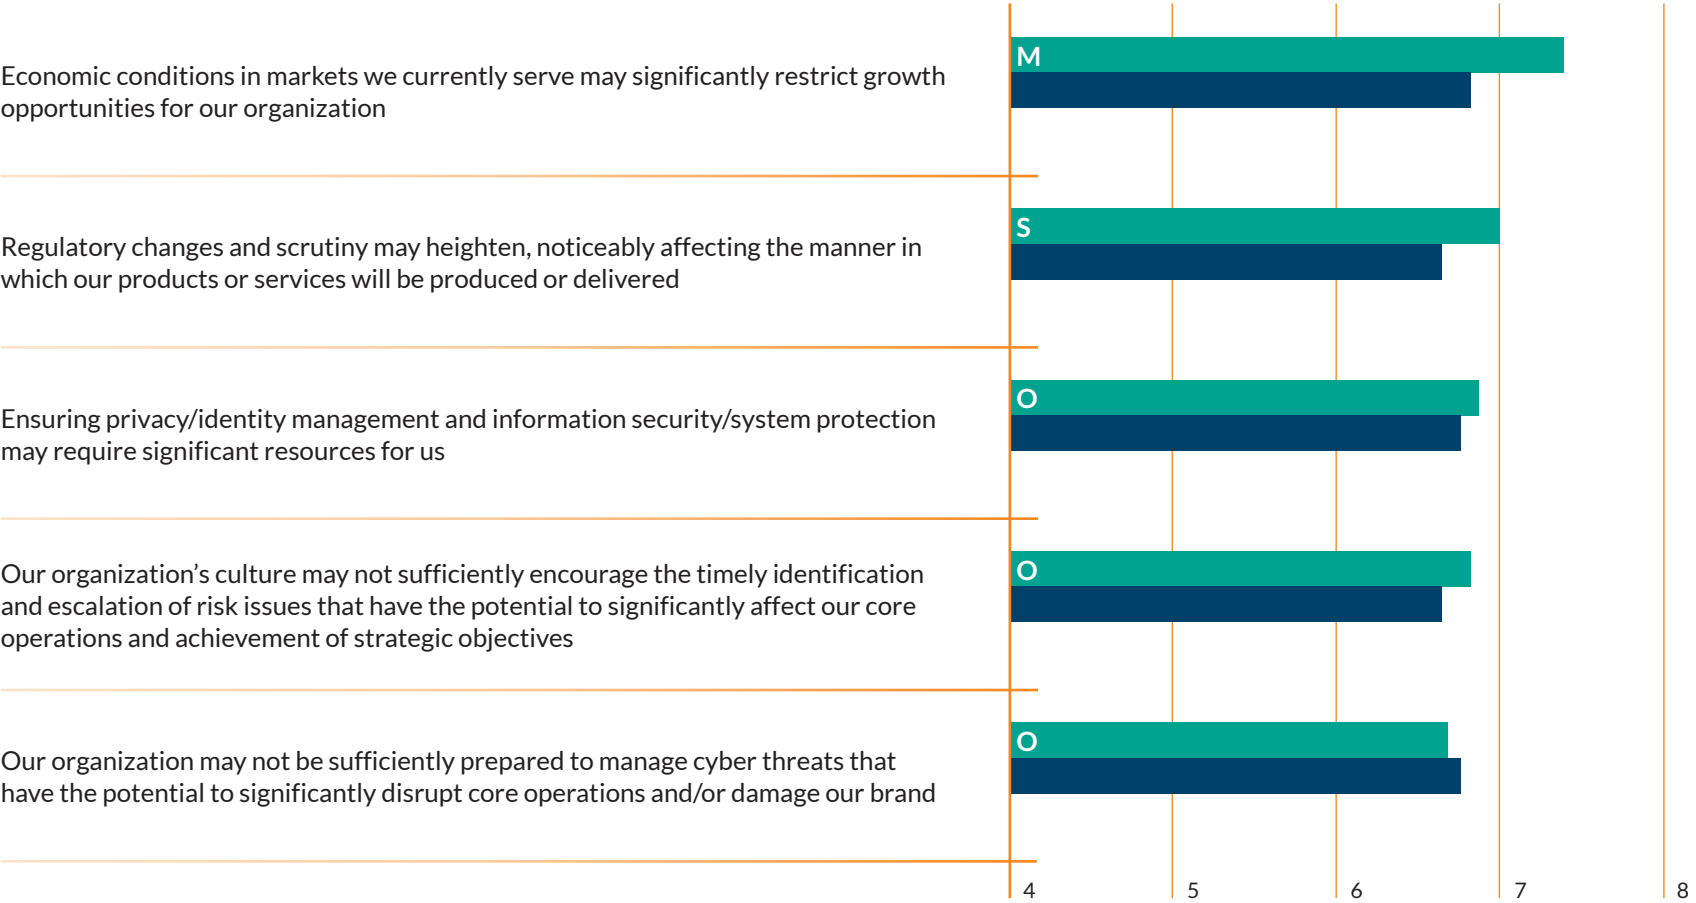 M
Economic conditions in markets we currently serve may significantly restrict growth
opportunities for our organization
S
Regulatory changes and scrutiny may heighten, noticeably affecting the manner in
which our products or services will be produced or delivered
O
Ensuring privacy/identity management and information security/system protection
may require significant resources for us
O
Our organization’s culture may not sufficiently encourage the timely identification
and escalation of risk issues that have the potential to significantly affect our core
operations and achievement of strategic objectives
O
Our organization may not be sufficiently prepared to manage cyber threats that
have the potential to significantly disrupt core operations and/or damage our brand
4 5 6 7 8